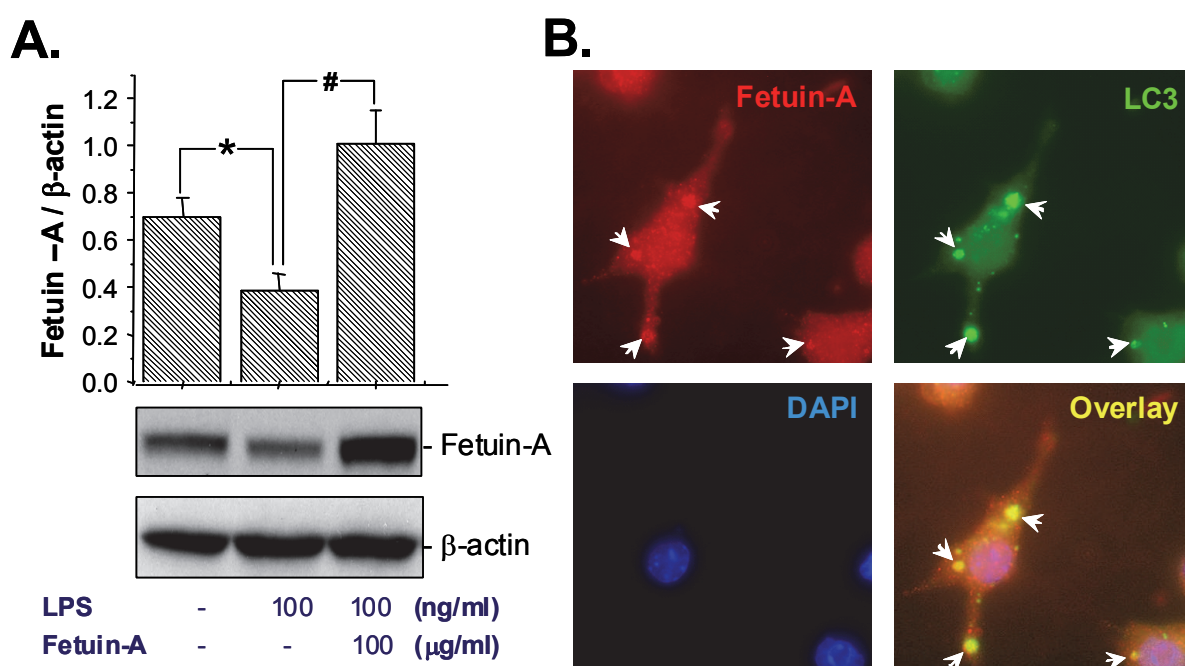 A.
B.
Fetuin –A / β-actin
1.2
1.0
0.8
0.6
0.4
0.2
0.0
*
#
- Fetuin-A
- β-actin
LPS - 100 100 (ng/ml)
Fetuin-A - - 100 (μg/ml)
Fetuin-A
LC3
DAPI
Overlay